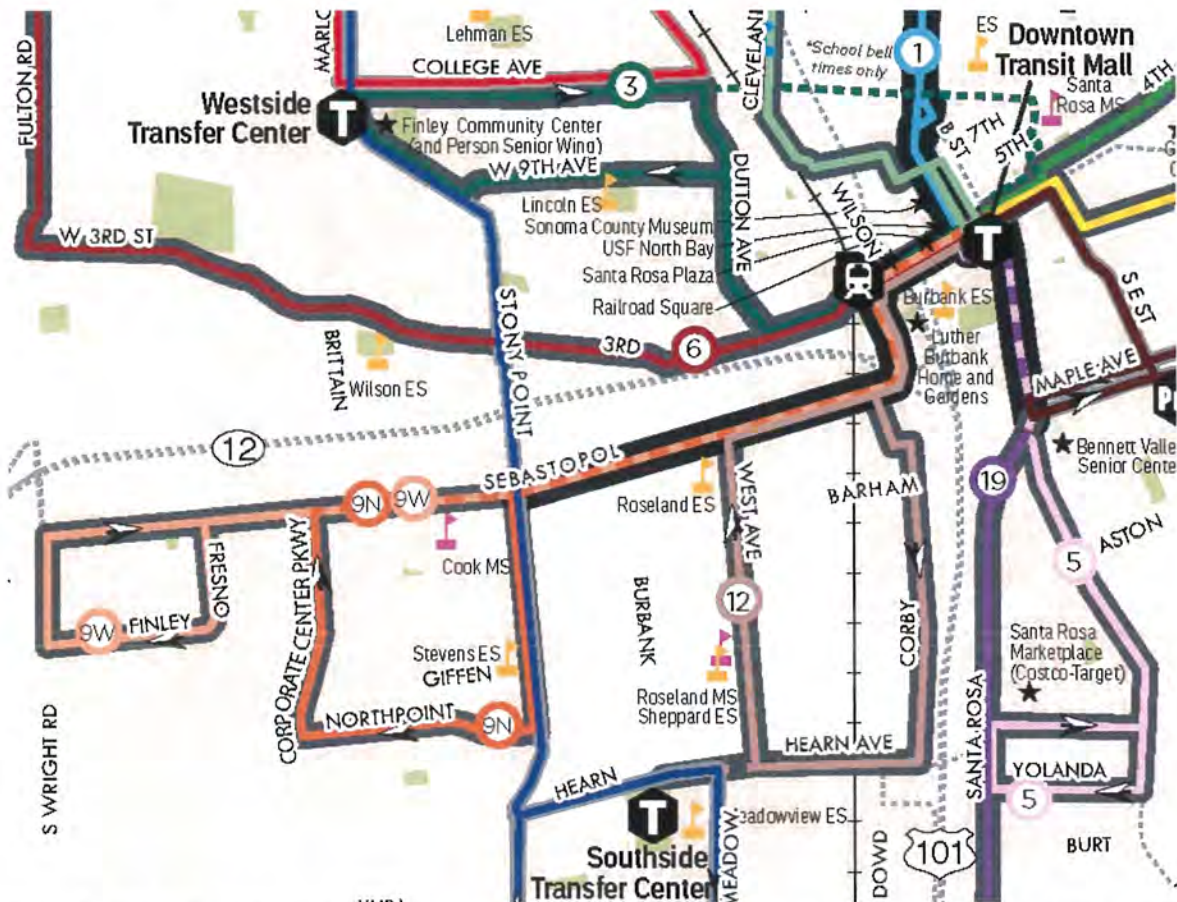 FULTON RD
MARLO
Lehman ES
COLLEGE AVE
3
CLEVELAN
*School bell
times only
1
ES
Downtown
Transit Mall
Santa
Rosa MS
4TH
Westside
Transfer Center
T
Finley Community Center
(and Person Senior Wing)
W 9TH AVE
Lincoln ES
DUTTON AVE
B ST
7TH
5TH
WILSON
Sonoma County Museum
USF North Bay
Santa Rosa Plaza
Railroad Square
T
W 3RD ST
STONY POINT
3RD
6
BRITTAIN
Wilson ES
Burbank ES
Luther
Burbank
Home and
Gardens
S E ST
MAPLE AVE
Bennett Valle
Senior Cente
12
SEBASTOPOL
9N
9W
Cook MS
Roseland ES
WEST AVE
BARHAM
19
ASTON
5
FRESNO
9W
FINLEY
CORPORATE CENTER PKWY
BURBANK
12
CORBY
Stevens ES
GIFFEN
Roseland MS
Sheppard ES
Santa Rosa
Marketplace
(Costco-Target)
NORTHPOINT
9N
S WRIGHT RD
HEARN AVE
SANTA ROSA
YOLANDA
5
HEARN
T
Southside
Transfer Center
eadowview ES
MEADOW
DOWD
101
BURT